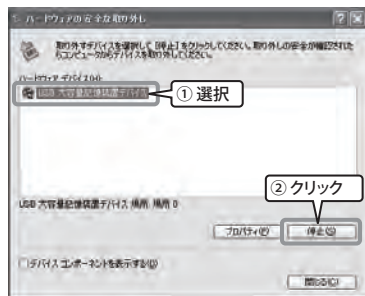 ハードウェアの安全な取り外し
取り外すデバイスを選択して [停止] をクリックしてください。取り外しの安全が確認された
らコンピュータからデバイスを取り外してください。
ハードウェア デバイス(H):
USB 大容量記憶装置デバイス
① 選択
② クリック
USB 大容量記憶装置デバイス 場所 場所 0
プロパティ(P)
停止(S)
デバイス コンポーネントを表示する(D)
閉じる(C)